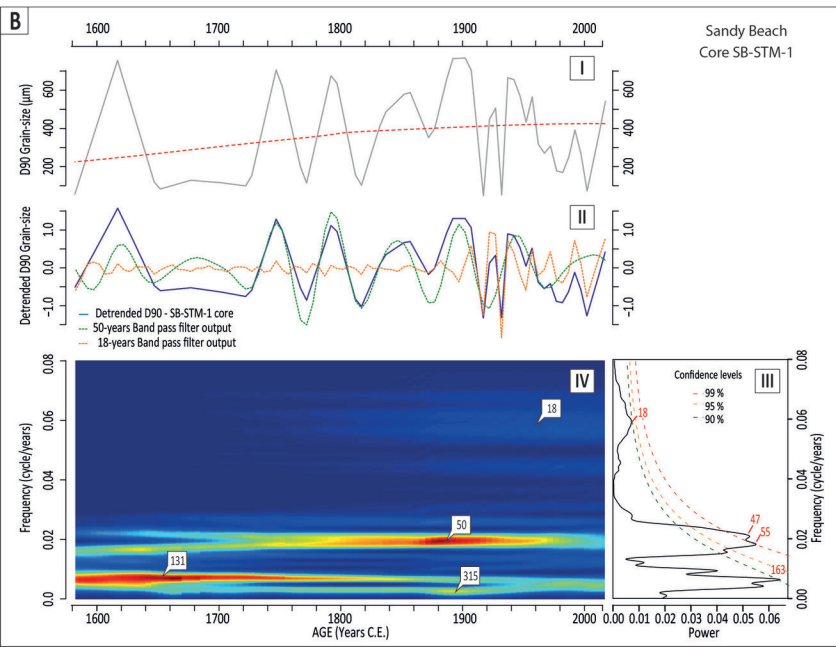 B
1600 1700 1800 1900 2000
Sandy Beach
Core SB-STM-1
I
D90 Grain-size (µm)
600
400
200
600
400
200
II
Detrended D90 Grain-size
1.0
0.0
-1.0
1.0
0.0
-1.0
Detrended D90 - SB-STM-1 core
50-years Band pass filter output
18-years Band pass filter output
IV
Frequency (cycle/years)
0.08
0.06
0.04
0.02
0.0
18
50
131
315
1600 1700 1800 1900 2000
AGE (Years C.E.)
III
Confidence levels
99 %
95 %
90 %
18
47
55
163
0.08
0.06
0.04
0.02
0.00
Frequency (cycle/years)
0.00 0.01 0.02 0.03 0.04 0.05 0.06
Power